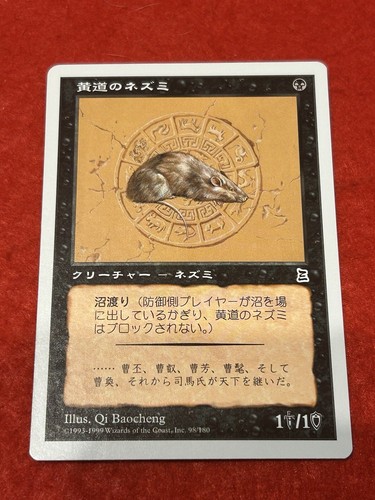 黄道のネズミ
クリーチャー — ネズミ
沼渡り（防御側プレイヤーが沼を場
に出しているかぎり、黄道のネズミ
はブロックされない。）
…… 曹丕、曹叡、曹芳、曹髦、そして
曹奐、それから司馬氏が天下を継いだ。
Illus. Qi Baocheng
1/1
©1993-1999 Wizards of the Coast, Inc. 98/180